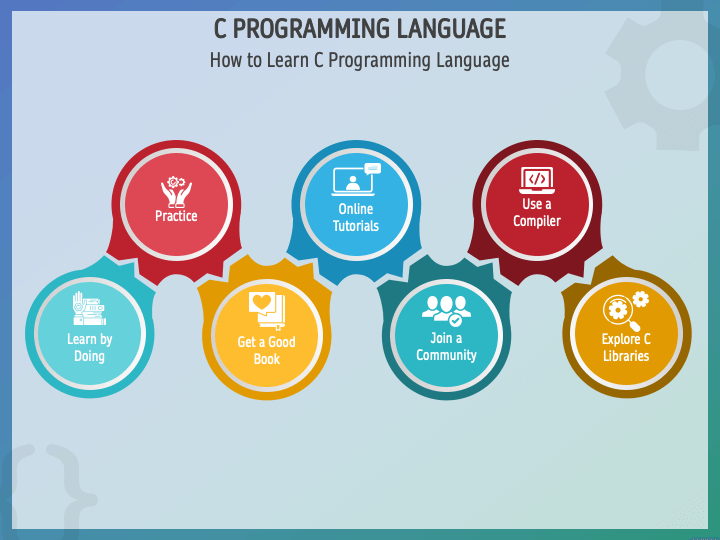 C PROGRAMMING LANGUAGE
How to Learn C Programming Language
Practice
Online
Tutorials
Use a
Compiler
Learn by
Doing
Get a Good
Book
Join a
Community
Explore C
Libraries